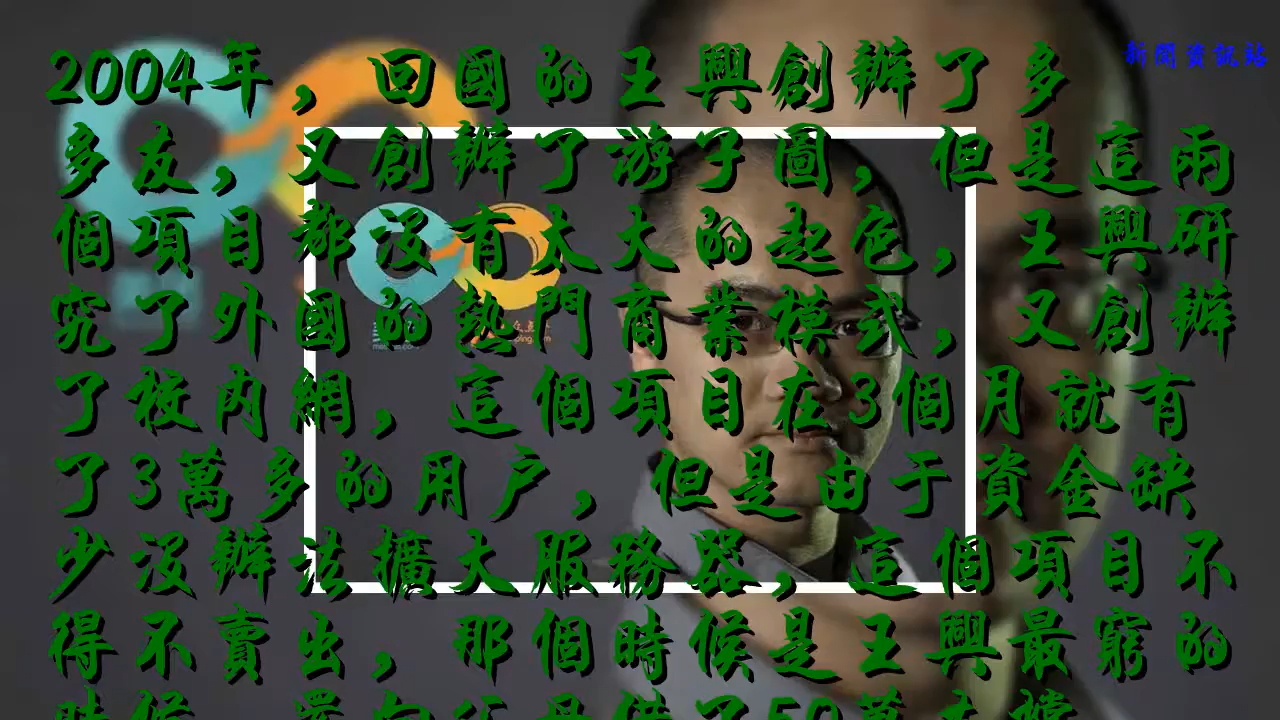 新聞資訊站
2004年，回國的王興創辦了多
多友，又創辦了游子圖，但是這兩
個項目都沒有太大的起色，王興研
究了外國的熱門商業模式，又創辦
了校內網，這個項目在3個月就有
了3萬多的用户，但是由于資金缺
少沒辦法擴大服務器，這個項目不
得不賣出，那個時候是王興最窮的